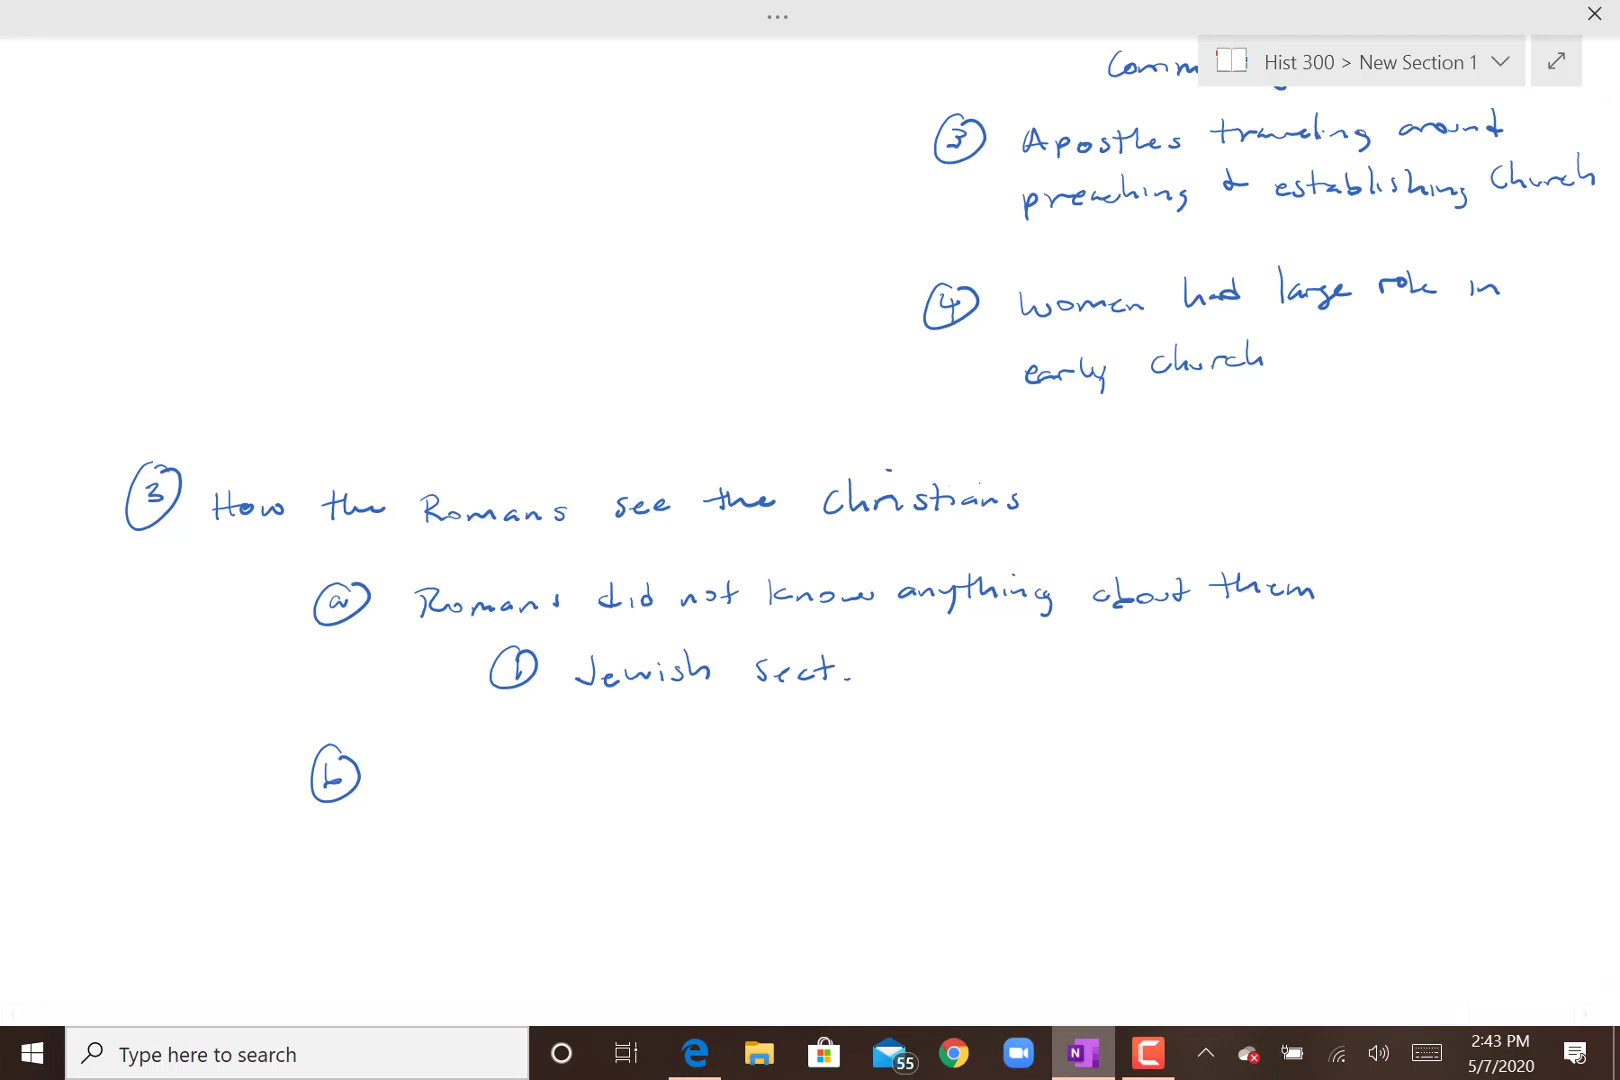 Hist 300 > New Section 1
③ Apostles traveling around
preaching & establishing Church
④ Women had large role in
early church
③ How the Romans see the Christians
ⓐ Romans did not know anything about them
① Jewish sect.
ⓑ
Type here to search
55
2:43 PM
5/7/2020